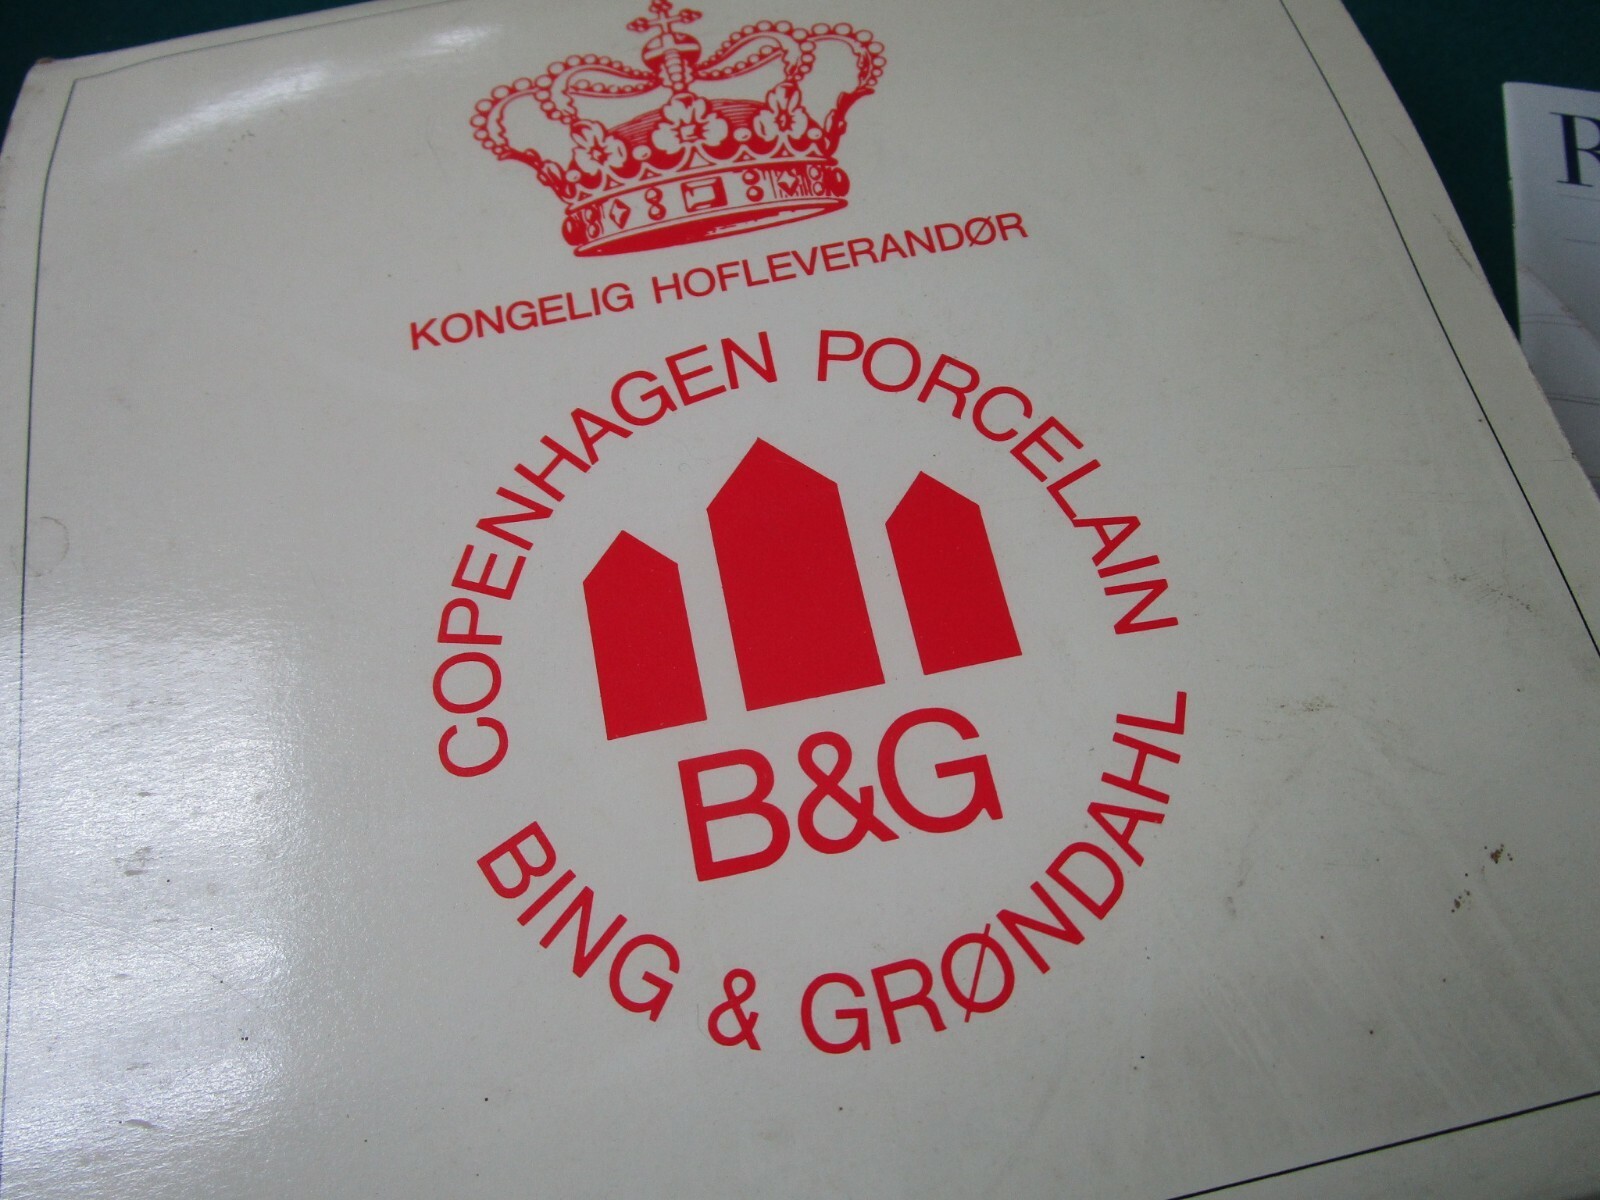 KONGELIG HOFLEVERANDØR
COPENHAGEN PORCELAIN
B&G
BING & GRØNDAHL